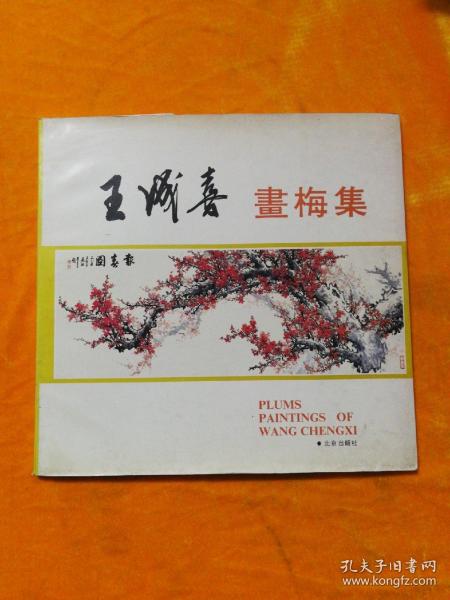 王成喜 畫梅集
報春圖
PLUMS
PAINTINGS OF
WANG CHENGXI
●北京出版社
孔夫子旧书网
www.kongfz.com